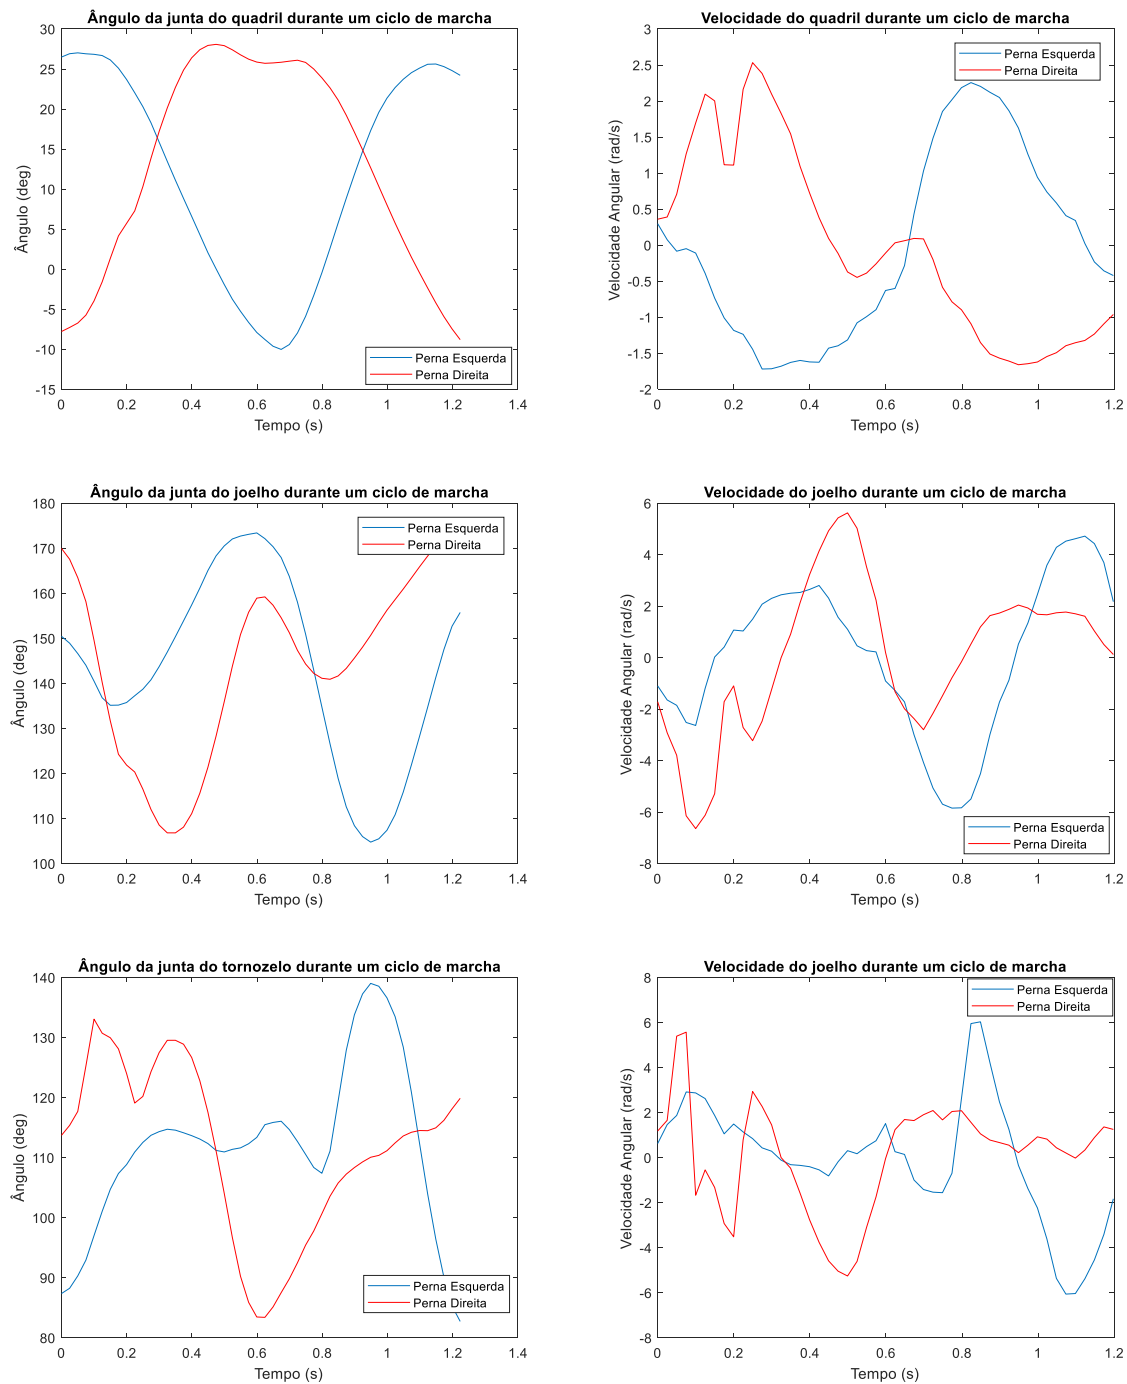 Ângulo da junta do quadril durante um ciclo de marcha
30
25
20
15
10
5
0
-5
-10
-15
Ângulo (deg)
Perna Esquerda
Perna Direita
0 0.2 0.4 0.6 0.8 1 1.2 1.4
Tempo (s)
Velocidade do quadril durante um ciclo de marcha
3
2.5
2
1.5
1
0.5
0
-0.5
-1
-1.5
-2
Velocidade Angular (rad/s)
Perna Esquerda
Perna Direita
0 0.2 0.4 0.6 0.8 1 1.2
Tempo (s)
Ângulo da junta do joelho durante um ciclo de marcha
180
170
160
150
140
130
120
110
100
Ângulo (deg)
Perna Esquerda
Perna Direita
0 0.2 0.4 0.6 0.8 1 1.2 1.4
Tempo (s)
Velocidade do joelho durante um ciclo de marcha
6
4
2
0
-2
-4
-6
-8
Velocidade Angular (rad/s)
Perna Esquerda
Perna Direita
0 0.2 0.4 0.6 0.8 1 1.2
Tempo (s)
Ângulo da junta do tornozelo durante um ciclo de marcha
140
130
120
110
100
90
80
Ângulo (deg)
Perna Esquerda
Perna Direita
0 0.2 0.4 0.6 0.8 1 1.2 1.4
Tempo (s)
Velocidade do joelho durante um ciclo de marcha
8
6
4
2
0
-2
-4
-6
-8
Velocidade Angular (rad/s)
Perna Esquerda
Perna Direita
0 0.2 0.4 0.6 0.8 1 1.2
Tempo (s)